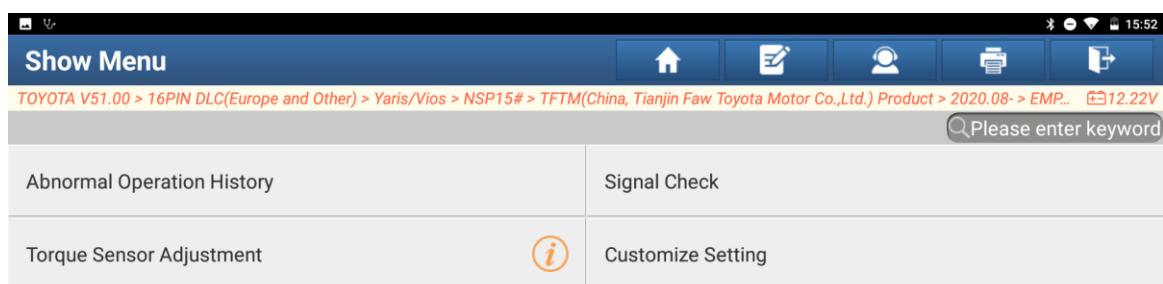 15:52
Show Menu
TOYOTA V51.00 > 16PIN DLC(Europe and Other) > Yaris/Vios > NSP15# > TFTM(China, Tianjin Faw Toyota Motor Co.,Ltd.) Product > 2020.08- > EMP... 12.22V
Please enter keyword
Abnormal Operation History
Signal Check
Torque Sensor Adjustment
i
Customize Setting